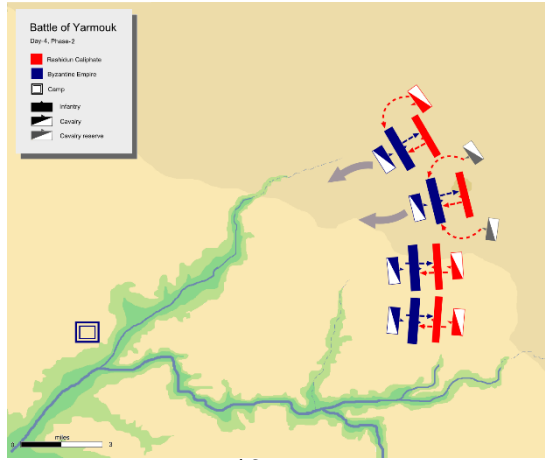 Battle of Yarmouk
Day-4, Phase-2
Rashidun Caliphate
Byzantine Empire
Camp
Infantry
Cavalry
Cavalry reserve
miles
0 3